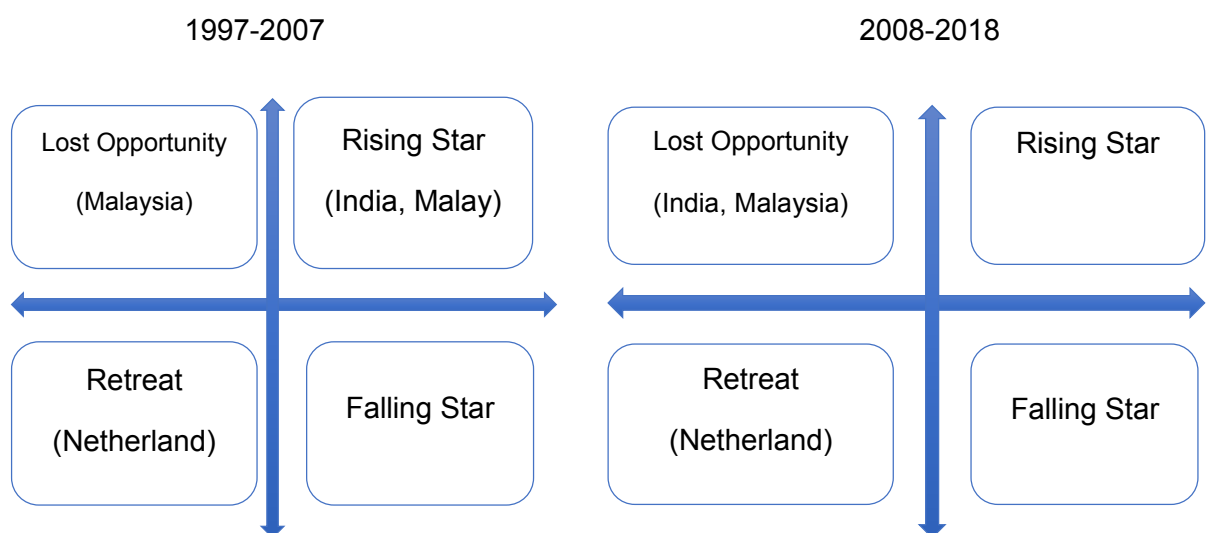 1997-2007
Lost Opportunity
(Malaysia)
Rising Star
(India, Malay)
Retreat
(Netherland)
Falling Star
2008-2018
Lost Opportunity
(India, Malaysia)
Rising Star
Retreat
(Netherland)
Falling Star